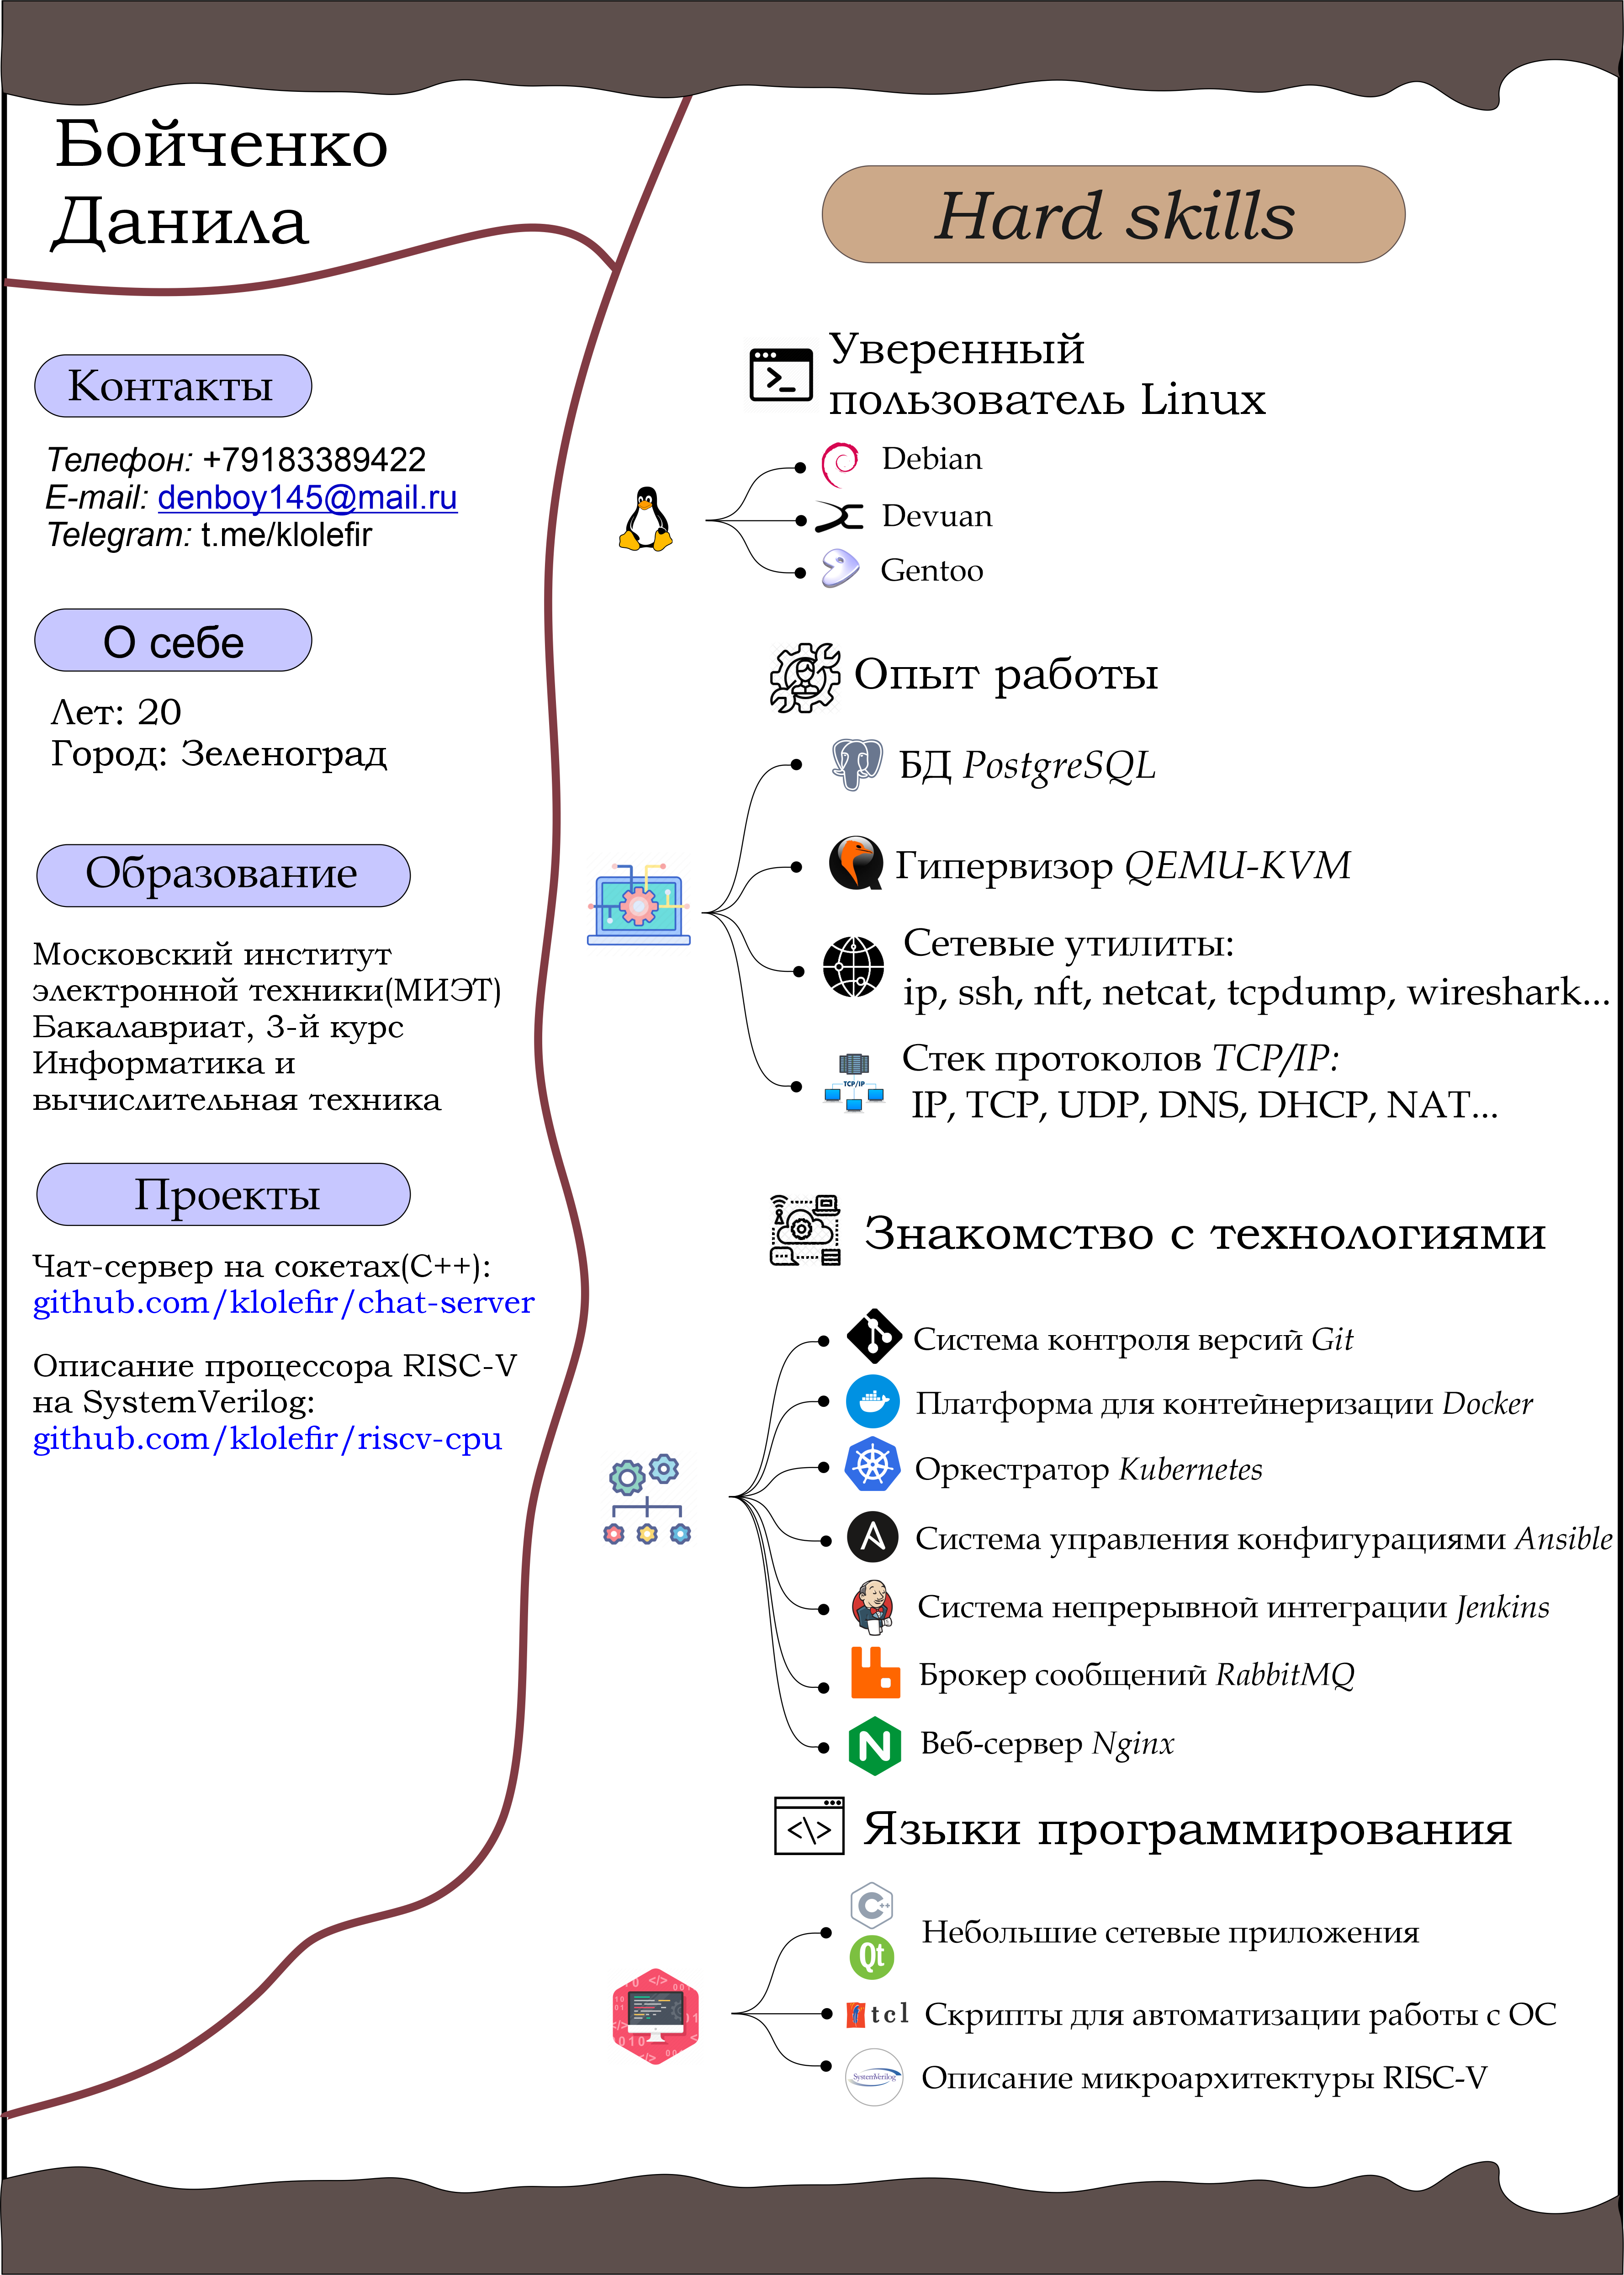 Бойченко
Данила
Контакты
Телефон: +79183389422
E-mail: denboy145@mail.ru
Telegram: t.me/klolefir
О себе
Лет: 20
Город: Зеленоград
Образование
Московский институт
электронной техники(МИЭТ)
Бакалавриат, 3-й курс
Информатика и
вычислительная техника
Проекты
Чат-сервер на сокетах(С++):
github.com/klolefir/chat-server
Описание процессора RISC-V
на SystemVerilog:
github.com/klolefir/riscv-cpu
Hard skills
Уверенный
пользователь Linux
Debian
Devuan
Gentoo
Опыт работы
БД PostgreSQL
Гипервизор QEMU-KVM
Сетевые утилиты:
ip, ssh, nft, netcat, tcpdump, wireshark...
TCP/IP
Стек протоколов TCP/IP:
IP, TCP, UDP, DNS, DHCP, NAT...
Знакомство с технологиями
Система контроля версий Git
Платформа для контейнеризации Docker
Оркестратор Kubernetes
Система управления конфигурациями Ansible
Система непрерывной интеграции Jenkins
Брокер сообщений RabbitMQ
Веб-сервер Nginx
Языки программирования
C++
Qt
Небольшие сетевые приложения
tcl
Скрипты для автоматизации работы с ОС
SystemVerilog
Описание микроархитектуры RISC-V